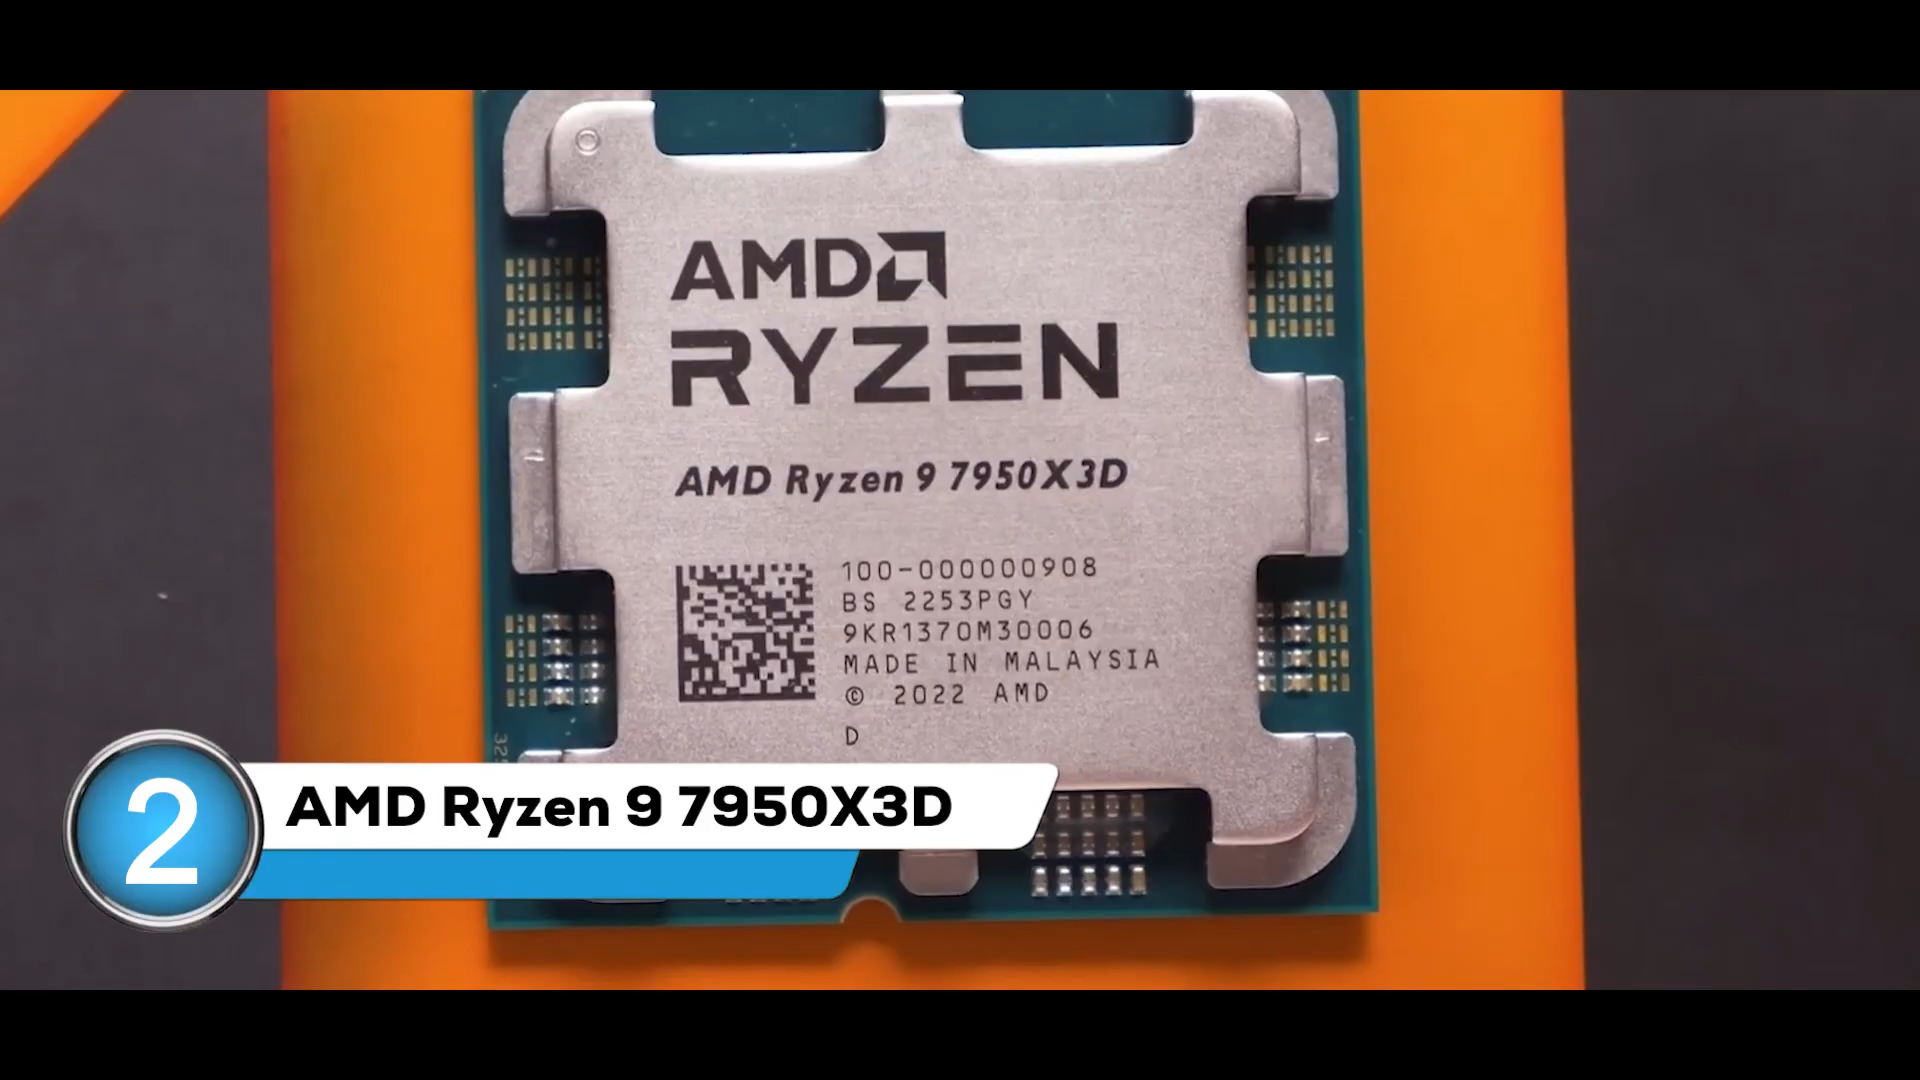 AMD
RYZEN
AMD Ryzen 9 7950X3D
100-000000908
BS 2253PGY
9KR1370M30006
MADE IN MALAYSIA
© 2022 AMD
D
2
AMD Ryzen 9 7950X3D